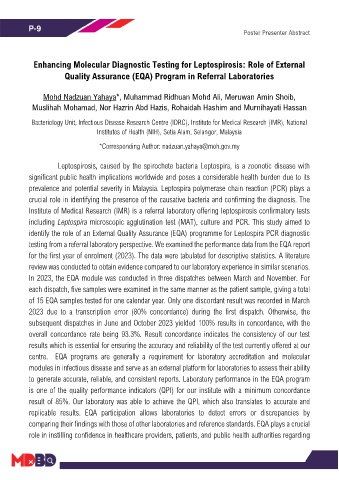 P-9
Poster Presenter Abstract
Enhancing Molecular Diagnostic Testing for Leptospirosis: Role of External
Quality Assurance (EQA) Program in Referral Laboratories
Mohd Nadzuan Yahaya*, Muhammad Ridhuan Mohd Ali, Meruwan Amin Shoib,
Muslihah Mohamad, Nor Hazrin Abd Hazis, Rohaidah Hashim and Murnihayati Hassan
Bacteriology Unit, Infectious Disease Research Centre (IDRC), Institute for Medical Research (IMR), National
Institutes of Health (NIH), Setia Alam, Selangor, Malaysia
*Corresponding Author: nadzuan.yahaya@moh.gov.my
Leptospirosis, caused by the spirochete bacteria Leptospira, is a zoonotic disease with
significant public health implications worldwide and poses a considerable health burden due to its
prevalence and potential severity in Malaysia. Leptospira polymerase chain reaction (PCR) plays a
crucial role in identifying the presence of the causative bacteria and confirming the diagnosis. The
Institute of Medical Research (IMR) is a referral laboratory offering leptospirosis confirmatory tests
including Leptospira microscopic agglutination test (MAT), culture and PCR. This study aimed to
identify the role of an External Quality Assurance (EQA) programme for Leptospira PCR diagnostic
testing from a referral laboratory perspective. We examined the performance data from the EQA report
for the first year of enrolment (2023). The data were tabulated for descriptive statistics. A literature
review was conducted to obtain evidence compared to our laboratory experience in similar scenarios.
In 2023, the EQA module was conducted in three dispatches between March and November. For
each dispatch, five samples were examined in the same manner as the patient sample, giving a total
of 15 EQA samples tested for one calendar year. Only one discordant result was recorded in March
2023 due to a transcription error (80% concordance) during the first dispatch. Otherwise, the
subsequent dispatches in June and October 2023 yielded 100% results in concordance, with the
overall concordance rate being 93.3%. Result concordance indicates the consistency of our test
results which is essential for ensuring the accuracy and reliability of the test currently offered at our
centre. EQA programs are generally a requirement for laboratory accreditation and molecular
modules in infectious disease and serve as an external platform for laboratories to assess their ability
to generate accurate, reliable, and consistent reports. Laboratory performance in the EQA program
is one of the quality performance indicators (QPI) for our institute with a minimum concordance
result of 85%. Our laboratory was able to achieve the QPI, which also translates to accurate and
replicable results. EQA participation allows laboratories to detect errors or discrepancies by
comparing their findings with those of other laboratories and reference standards. EQA plays a crucial
role in instilling confidence in healthcare providers, patients, and public health authorities regarding